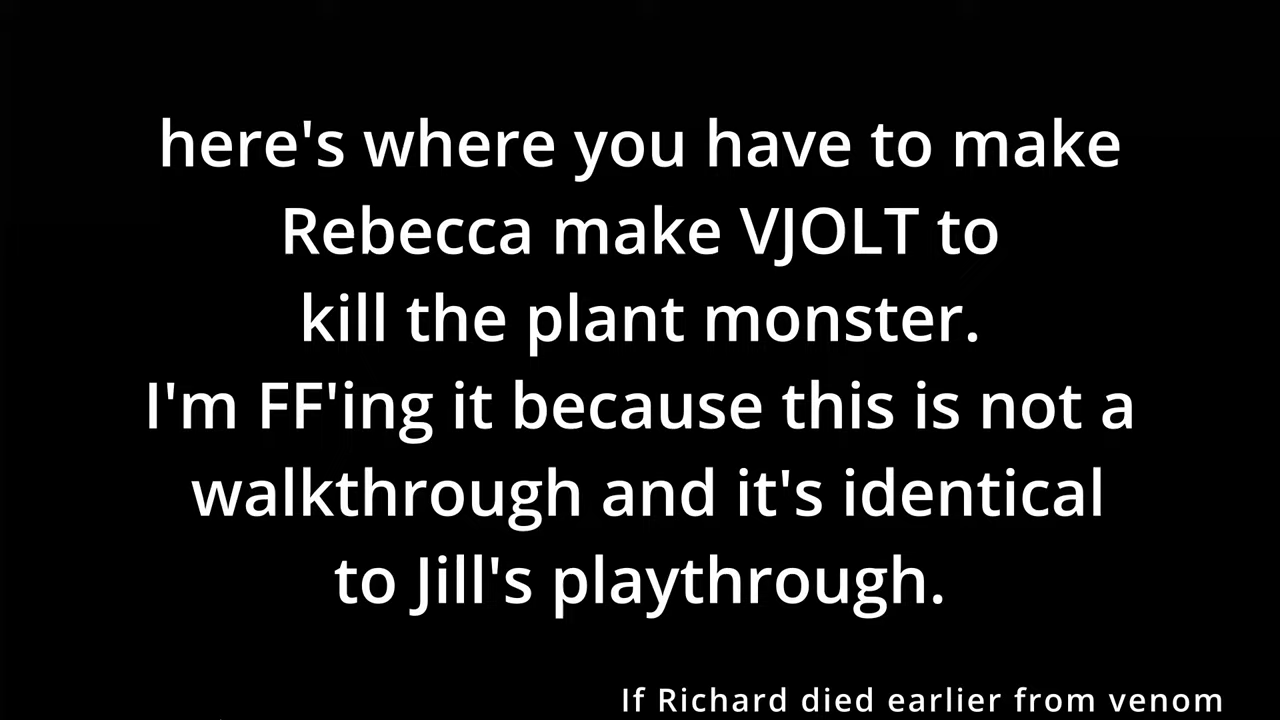 here's where you have to make
Rebecca make VJOLT to
kill the plant monster.
I'm FF'ing it because this is not a
walkthrough and it's identical
to Jill's playthrough.
If Richard died earlier from venom